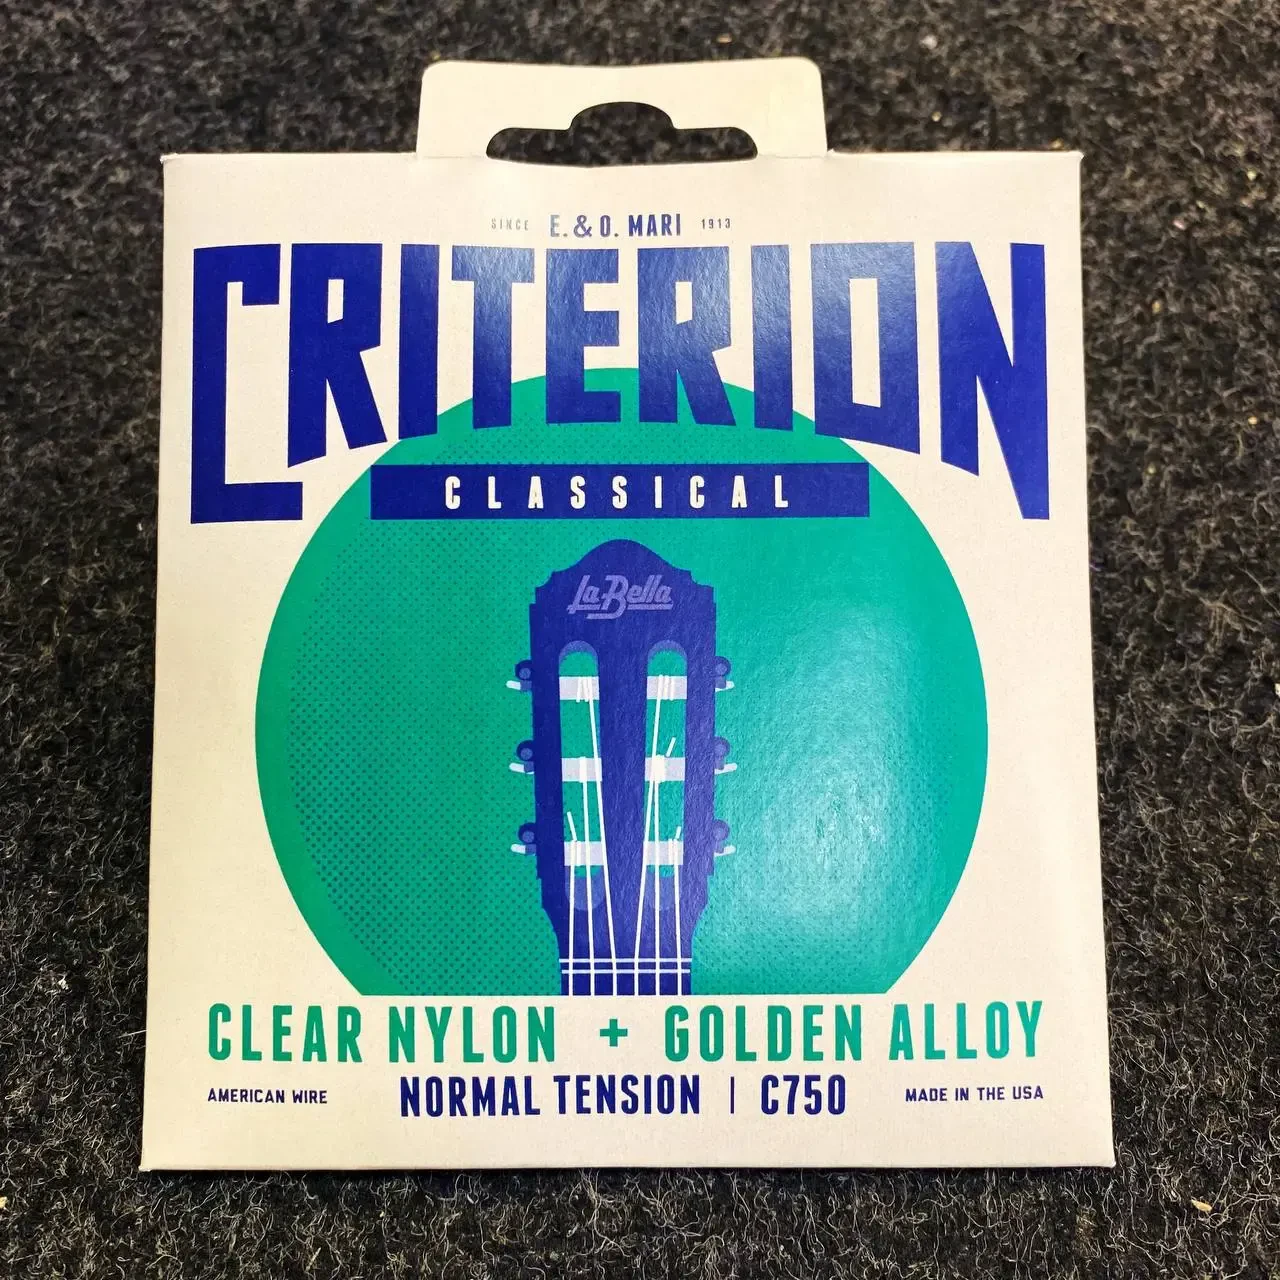 SINCE E. & O. MARI 1913
CRITERION
CLASSICAL
La Bella
CLEAR NYLON + GOLDEN ALLOY
AMERICAN WIRE NORMAL TENSION | C750 MADE IN THE USA